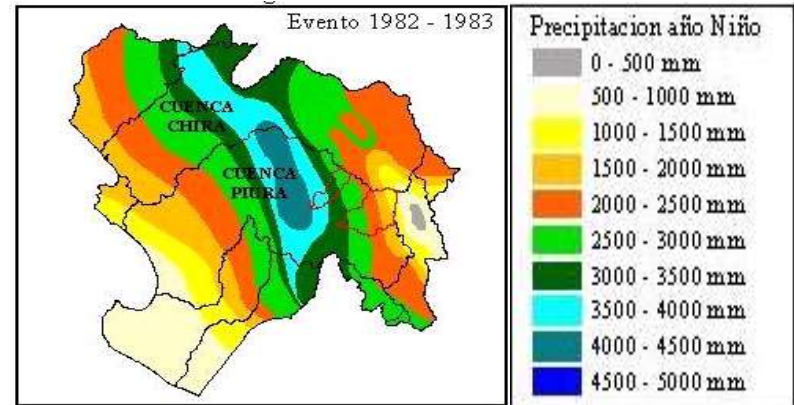 Evento 1982 - 1983
CUENCA
CHIRA
CUENCA
PIURA
Precipitacion año Niño
0 - 500 mm
500 - 1000 mm
1000 - 1500 mm
1500 - 2000 mm
2000 - 2500 mm
2500 - 3000 mm
3000 - 3500 mm
3500 - 4000 mm
4000 - 4500 mm
4500 - 5000 mm